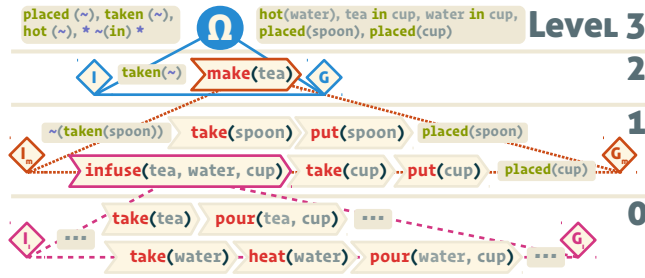 placed (~), taken (~),
hot (~), * ~(in) *
Ω
hot(water), tea in cup, water in cup,
placed(spoon), placed(cup)
Level 3
I taken(~) make(tea) G
2
1
~(taken(spoon)) take(spoon) put(spoon) placed(spoon)
Im infuse(tea, water, cup) take(cup) put(cup) placed(cup) Gm
0
take(tea) pour(tea, cup) ...
Ii ... take(water) heat(water) pour(water, cup) ... Gi